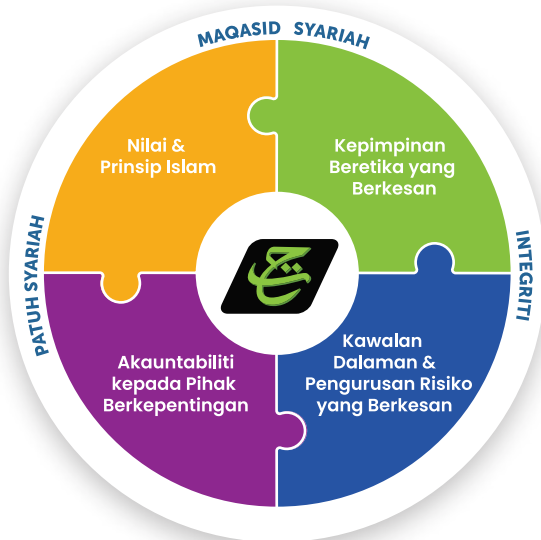 MAQASID SYARIAH
Nilai &
Prinsip Islam
Kepimpinan
Beretika yang
Berkesan
PATUH SYARIAH
INTEGRITI
Akauntabiliti
kepada Pihak
Berkepentingan
Kawalan
Dalaman &
Pengurusan Risiko
yang Berkesan